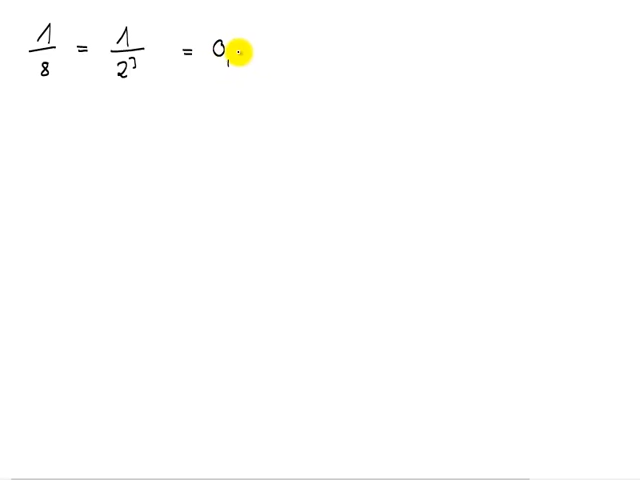 1/8 = 1/2³ = 0,